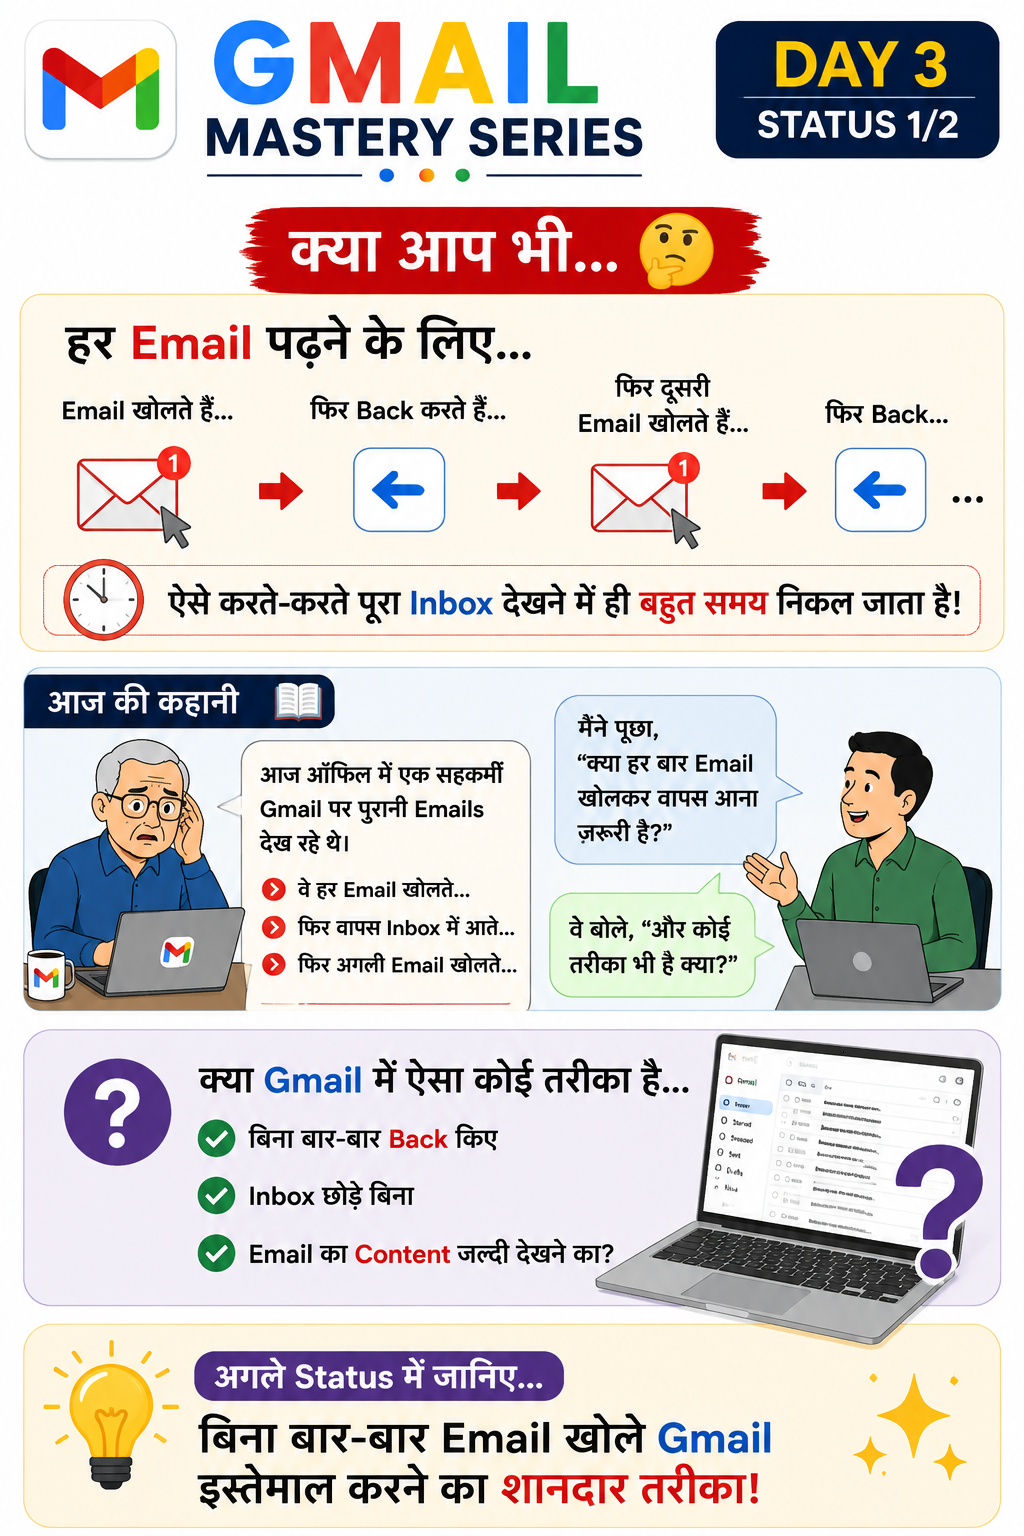 GMAIL
MASTERY SERIES
DAY 3
STATUS 1/2
क्या आप भी...
हर Email पढ़ने के लिए...
Email खोलते हैं...
फिर Back करते हैं...
फिर दूसरी
Email खोलते हैं...
फिर Back...
1
1
...
ऐसे करते-करते पूरा Inbox देखने में ही बहुत समय निकल जाता है!
आज की कहानी
आज ऑफिल में एक सहकर्मी
Gmail पर पुरानी Emails
देख रहे थे।
वे हर Email खोलते...
फिर वापस Inbox में आते...
फिर अगली Email खोलते...
मैंने पूछा,
“क्या हर बार Email
खोलकर वापस आना
ज़रूरी है?”
वे बोले, “और कोई
तरीका भी है क्या?”
?
क्या Gmail में ऐसा कोई तरीका है...
बिना बार-बार Back किए
Inbox छोड़े बिना
Email का Content जल्दी देखने का?
?
अगले Status में जानिए...
बिना बार-बार Email खोले Gmail
इस्तेमाल करने का शानदार तरीका!